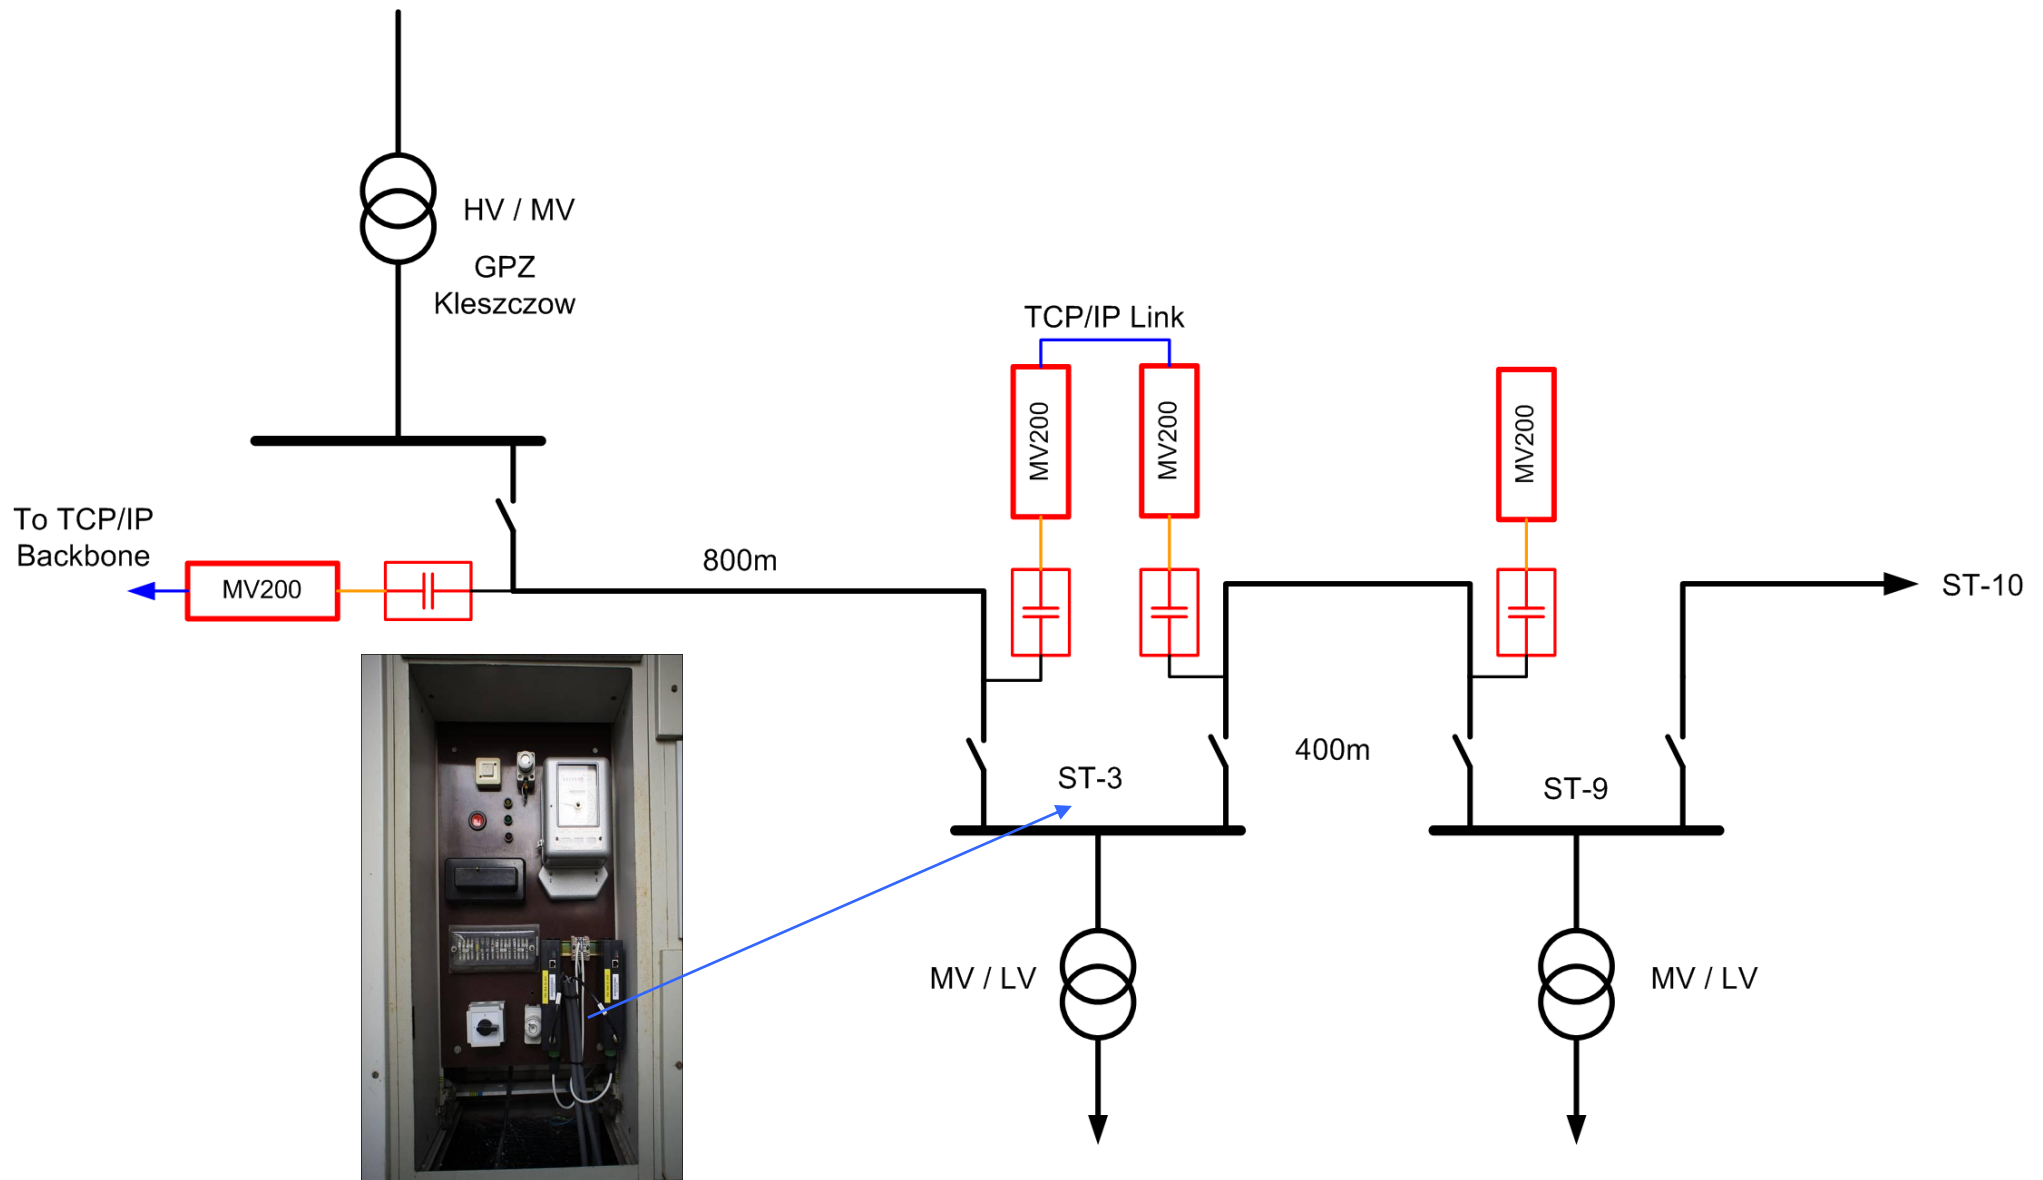 HV / MV
GPZ
Kleszczow
TCP/IP Link
MV200
MV200
MV200
To TCP/IP
Backbone
MV200
800m
ST-10
400m
ST-3
ST-9
MV / LV
MV / LV